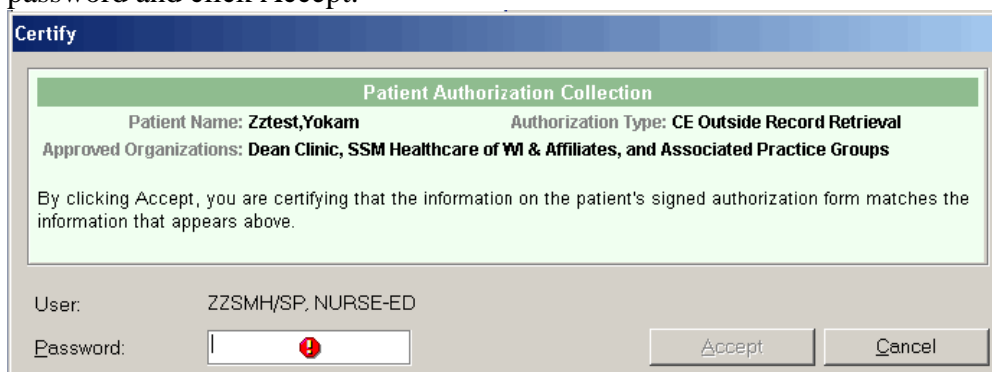 password and click Accept.
Certify
Patient Authorization Collection
Patient Name: Zztest,Yokam Authorization Type: CE Outside Record Retrieval
Approved Organizations: Dean Clinic, SSM Healthcare of WI & Affiliates, and Associated Practice Groups
By clicking Accept, you are certifying that the information on the patient's signed authorization form matches the
information that appears above.
User: ZZSMH/SP, NURSE-ED
Password:
Accept Cancel